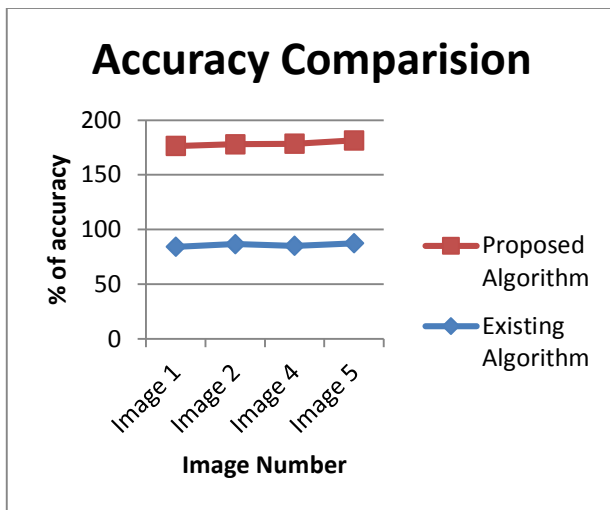 Accuracy Comparision
% of accuracy
200
150
100
50
0
Image 1
Image 2
Image 4
Image 5
Image Number
Proposed
Algorithm
Existing
Algorithm